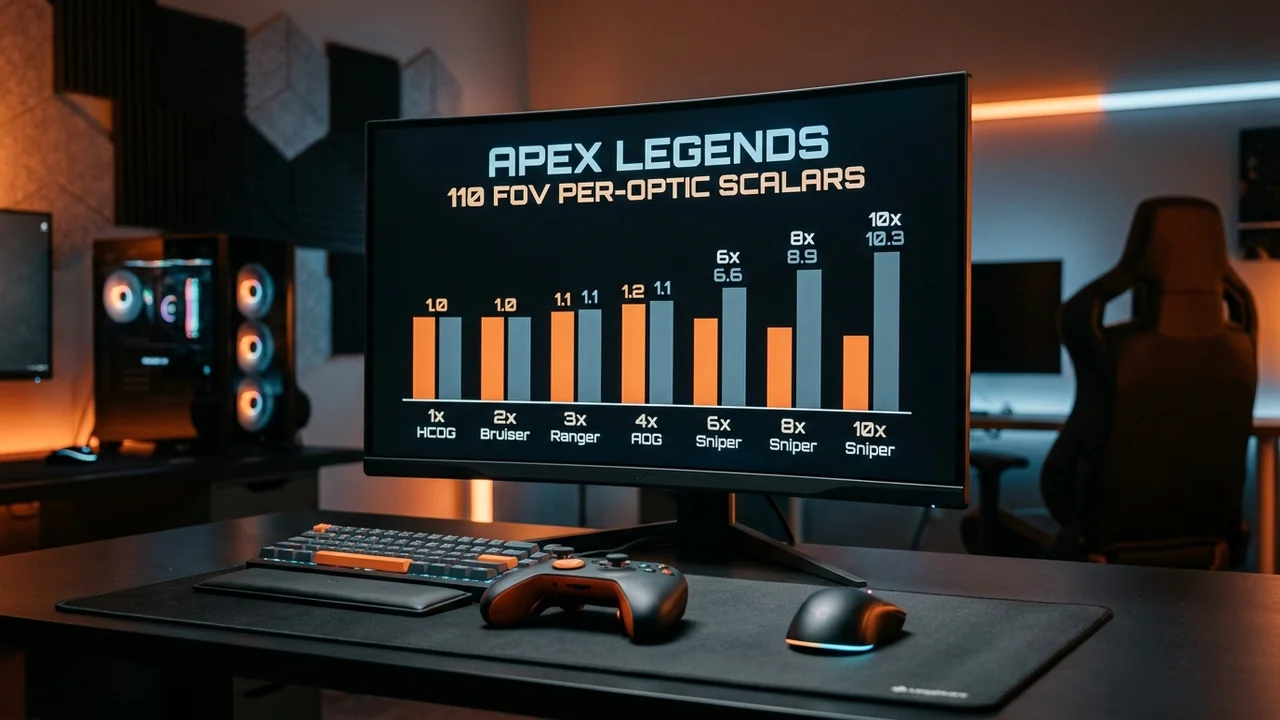 APEX LEGENDS
110 FOV PER-OPTIC SCALARS
10x
10.3
8x
8.9
6x
6.6
1.0 1.0 1.1 1.1 1.2 1.1
1x 2x 3x 4x 6x 8x 10x
HCOG Bruiser Ranger AOG Sniper Sniper Sniper